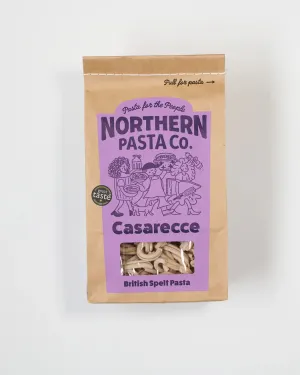 Pull for pasta →
Pasta for the People
NORTHERN
PASTA CO.
great
taste
Casarecce
British Spelt Pasta